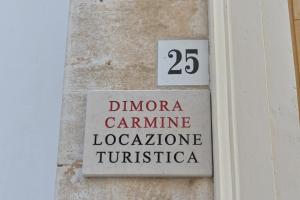 25
DIMORA
CARMINE
LOCAZIONE
TURISTICA